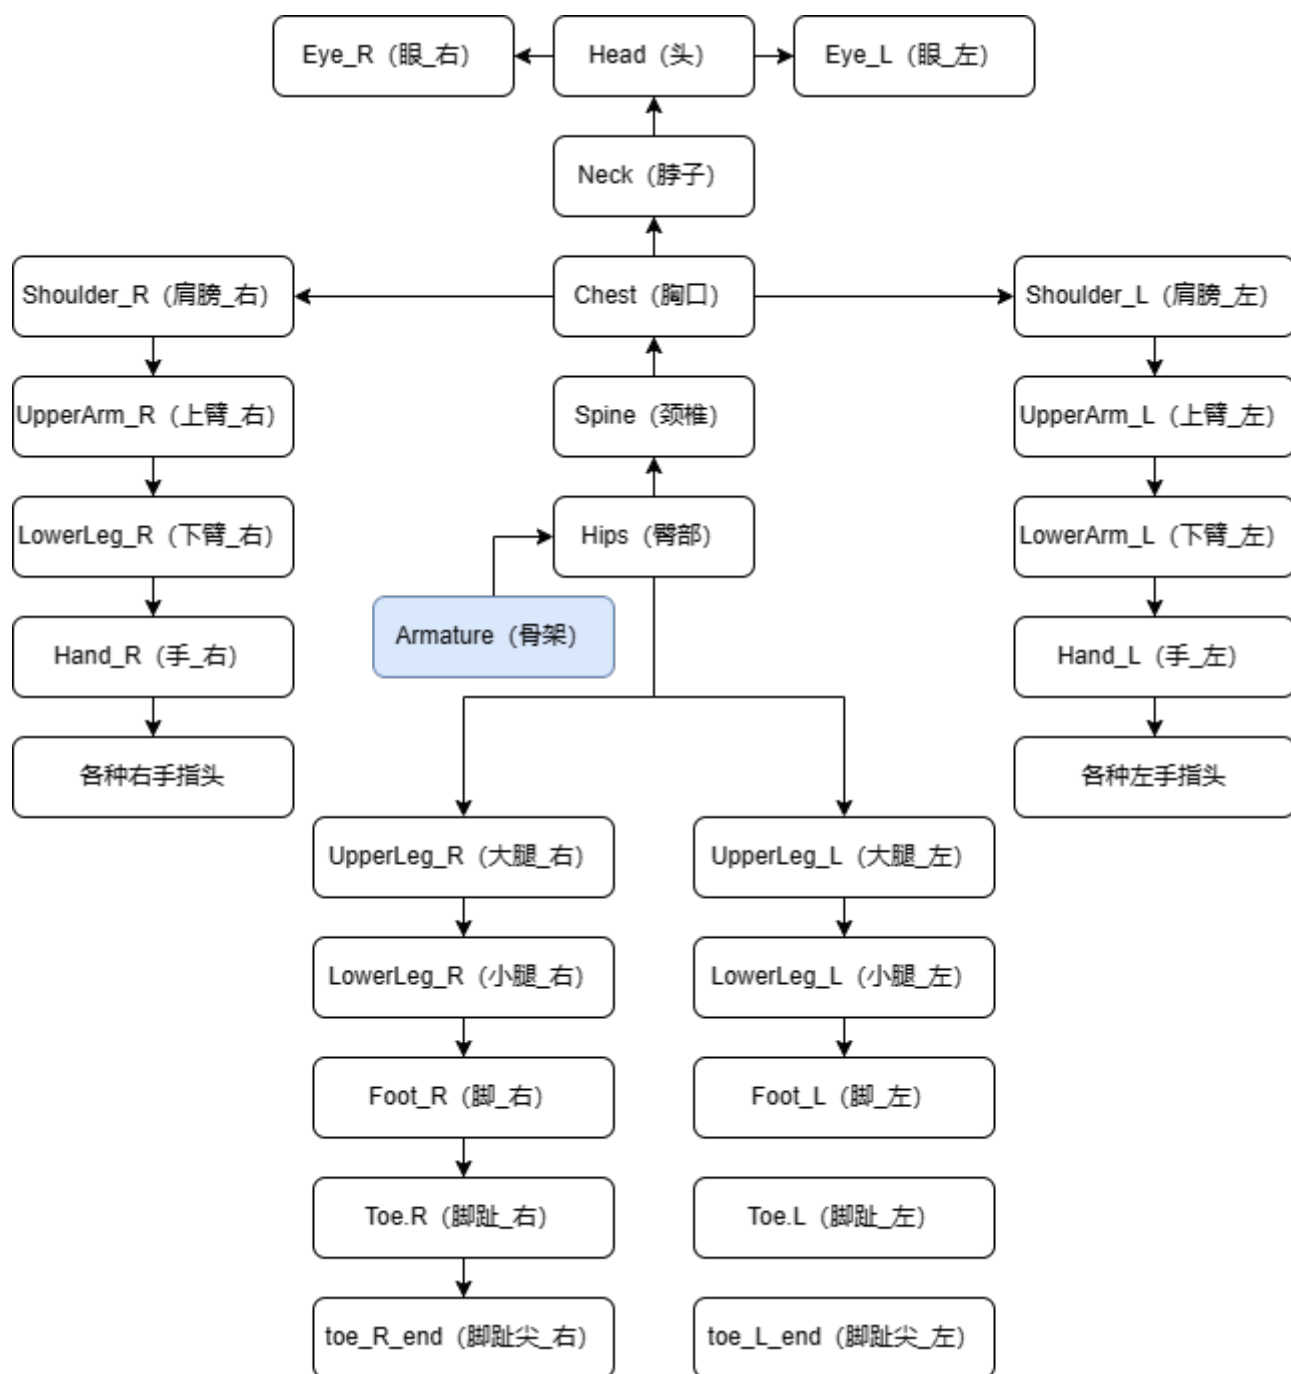 Eye_R（眼_右）
Head（头）
Eye_L（眼_左）
Neck（脖子）
Shoulder_R（肩膀_右）
Chest（胸口）
Shoulder_L（肩膀_左）
UpperArm_R（上臂_右）
Spine（颈椎）
UpperArm_L（上臂_左）
LowerLeg_R（下臂_右）
Hips（臀部）
LowerArm_L（下臂_左）
Armature（骨架）
Hand_R（手_右）
Hand_L（手_左）
各种右手指头
各种左手指头
UpperLeg_R（大腿_右）
UpperLeg_L（大腿_左）
LowerLeg_R（小腿_右）
LowerLeg_L（小腿_左）
Foot_R（脚_右）
Foot_L（脚_左）
Toe.R（脚趾_右）
Toe.L（脚趾_左）
toe_R_end（脚趾尖_右）
toe_L_end（脚趾尖_左）